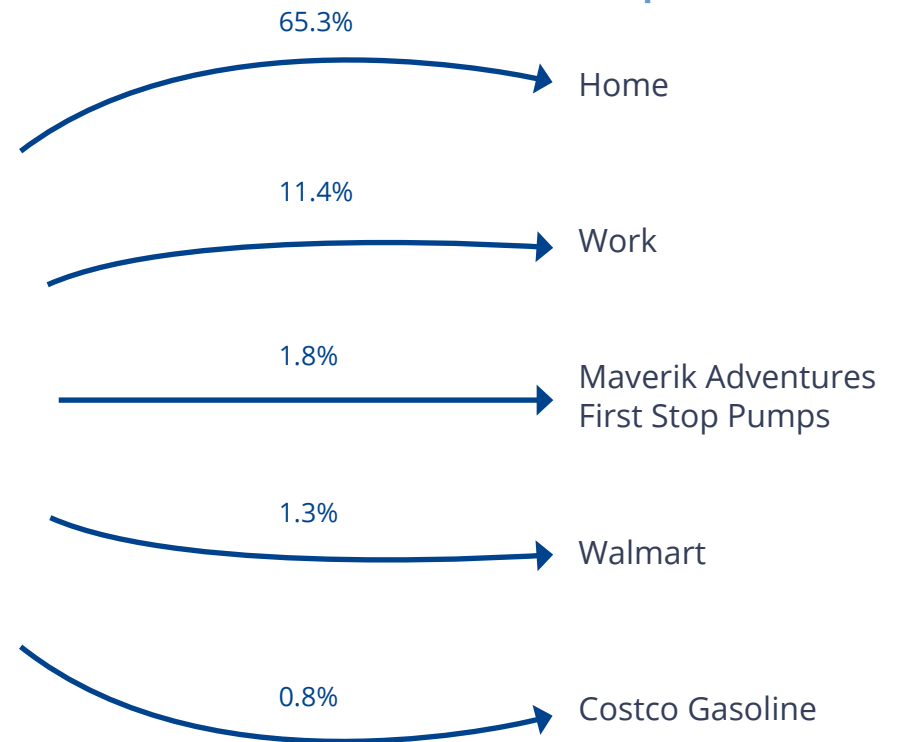 65.3%
Home
11.4%
Work
1.8%
Maverik Adventures
First Stop Pumps
1.3%
Walmart
0.8%
Costco Gasoline